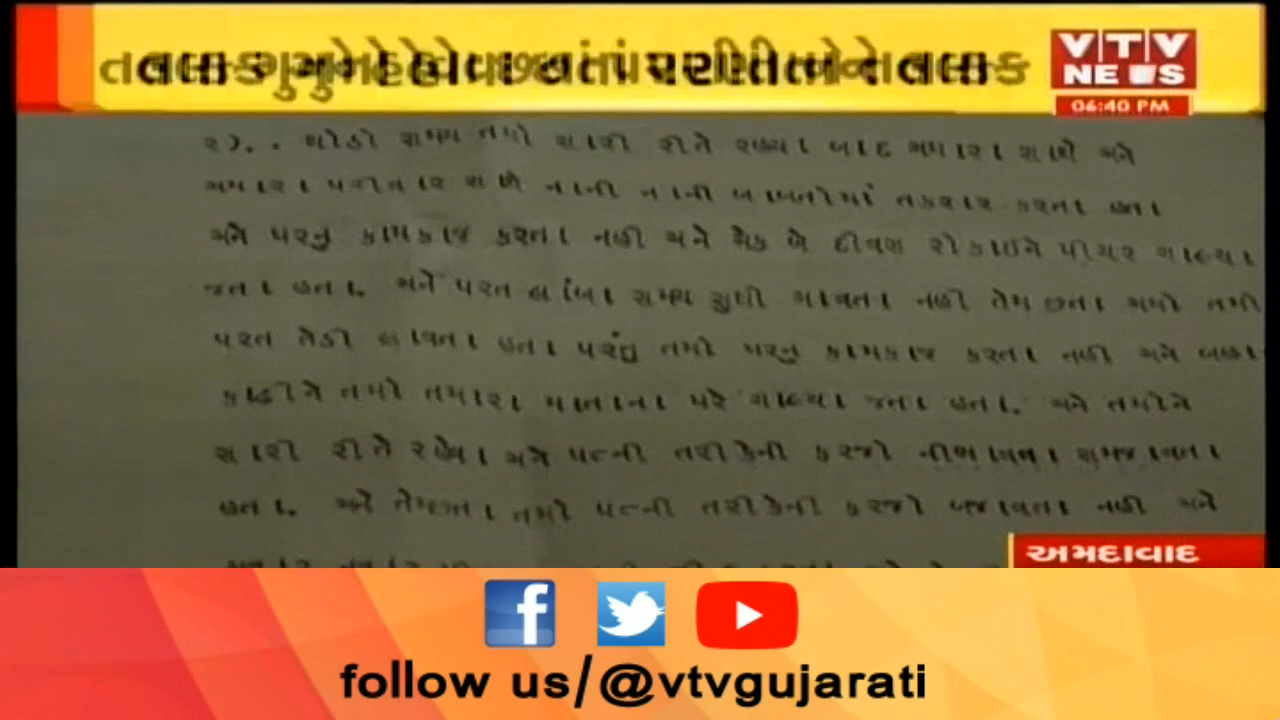 VTV
NEWS
06:40 PM
૨). . થોડો સમય તમો સારી રીતે રહ્યા બાદ અમારા સાથે અને
અમારા પરીવાર સાથે નાની નાની બાબતોમાં તકરાર કરતા હતા
અને ઘરનુ કામકાજ કરતા નહી અને એક બે દીવસ રોકાઇને પીયર ચાલ્યા
જતા હતા. અને પરત લાંબા સમય સુધી આવતા નહી તેમ છતા અમો તમો
પરત તેડી લાવતા હતા પરંતુ તમો ઘરનુ કામકાજ કરતા નહી અને
કાઢીને તમો તમારા માતાના ઘરે ચાલ્યા જતા હતા. અને તમોને
સારી રીતે રહેવા અને પત્ની તરીકેની ફરજો નીભાવવા સમજાવતા
હતા. અને તેમછતા તમો પત્ની તરીકેની ફરજો બજાવતા નહી અને
અમદાવાદ
follow us/@vtvgujarati